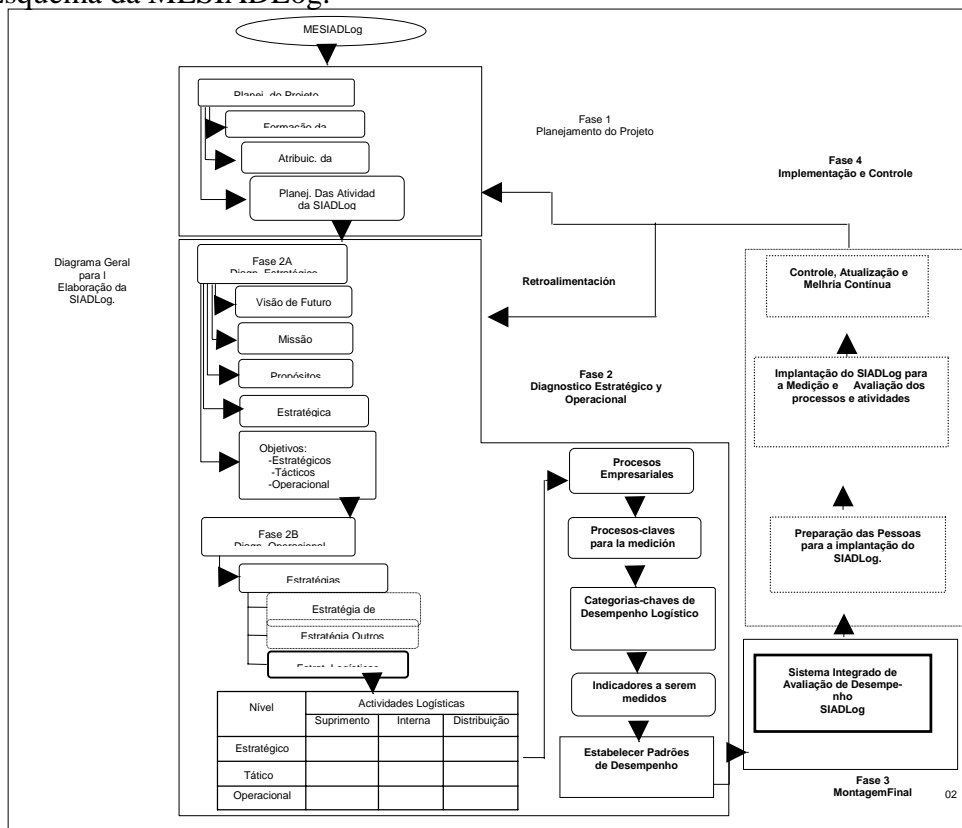 Esquema da MESIADLog.
MESIADLog
Planej. do Projeto
Formação da
Atribuic. da
Planej. Das Atividad
da SIADLog
Fase 1
Planejamento do Projeto
Fase 4
Implementação e Controle
Diagrama Geral
para I
Elaboração da
SIADLog.
Fase 2A
Diagn. Estratégico
Visão de Futuro
Missão
Propósitos
Estratégica
Objetivos:
-Estratégicos
-Tácticos
-Operacional
Retroalimentación
Fase 2
Diagnostico Estratégico y
Operacional
Controle, Atualização e
Melhria Contínua
Implantação do SIADLog para
a Medição e Avaliação dos
processos e atividades
Preparação das Pessoas
para a implantação do
SIADLog.
Fase 2B
Diagn. Operacional
Estratégias
Estratégia de
Estratégia Outros
Estrat. Logísticas
Procesos
Empresariales
Procesos-claves
para la medición
Categorias-chaves de
Desempenho Logístico
Indicadores a serem
medidos
Estabelecer Padrões
de Desempenho
Sistema Integrado de
Avaliação de Desempe-
nho
SIADLog
Nível
Actividades Logísticas
Suprimento Interna Distribuição
Estratégico
Tático
Operacional
Fase 3
MontagemFinal
02